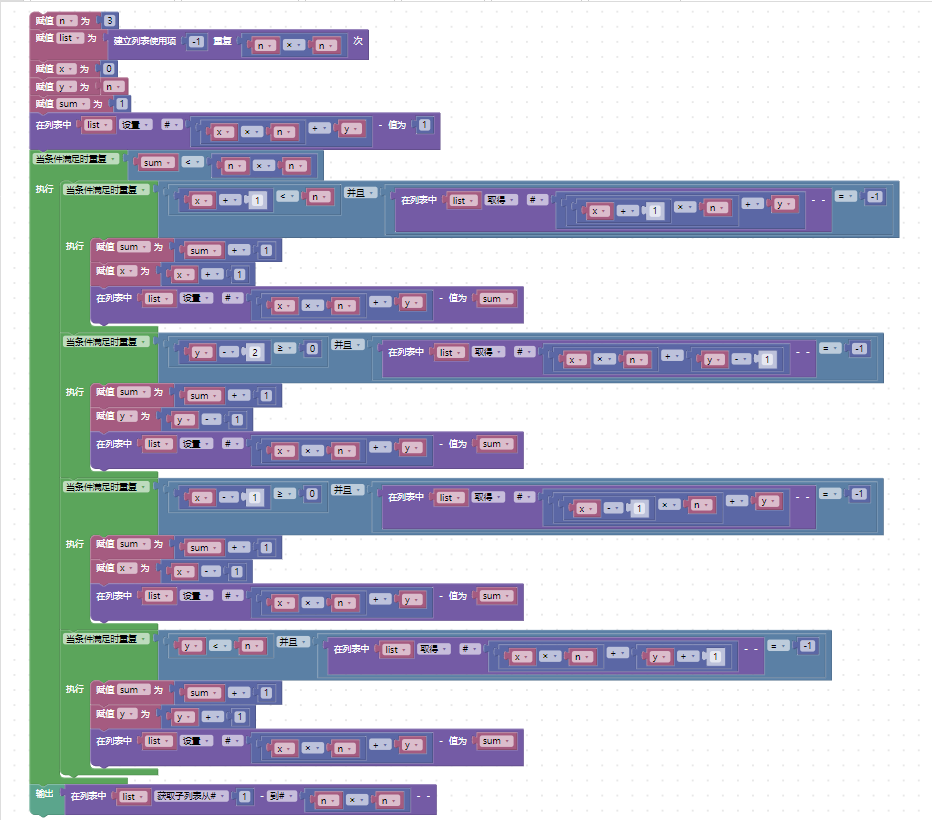 赋值 n 为 3
赋值 list 为 建立列表使用项 -1 重复 n × n 次
赋值 x 为 0
赋值 y 为 n
赋值 sum 为 1
在列表中 list 设置 # x × n + y - 值为 1
当条件满足时重复 sum < n × n
执行 当条件满足时重复 x + 1 < n 并且 在列表中 list 取得 # x + 1 × n + y - - = -1
执行 赋值 sum 为 sum + 1
赋值 x 为 x + 1
在列表中 list 设置 # x × n + y - 值为 sum
当条件满足时重复 y - 2 ≥ 0 并且 在列表中 list 取得 # x × n + y - 1 - - = -1
执行 赋值 sum 为 sum + 1
赋值 y 为 y - 1
在列表中 list 设置 # x × n + y - 值为 sum
当条件满足时重复 x - 1 ≥ 0 并且 在列表中 list 取得 # x - 1 × n + y - - = -1
执行 赋值 sum 为 sum + 1
赋值 x 为 x - 1
在列表中 list 设置 # x × n + y - 值为 sum
当条件满足时重复 y < n 并且 在列表中 list 取得 # x × n + y + 1 - - = -1
执行 赋值 sum 为 sum + 1
赋值 y 为 y + 1
在列表中 list 设置 # x × n + y - 值为 sum
输出 在列表中 list 获取子列表从# 1 - 到# n × n - -